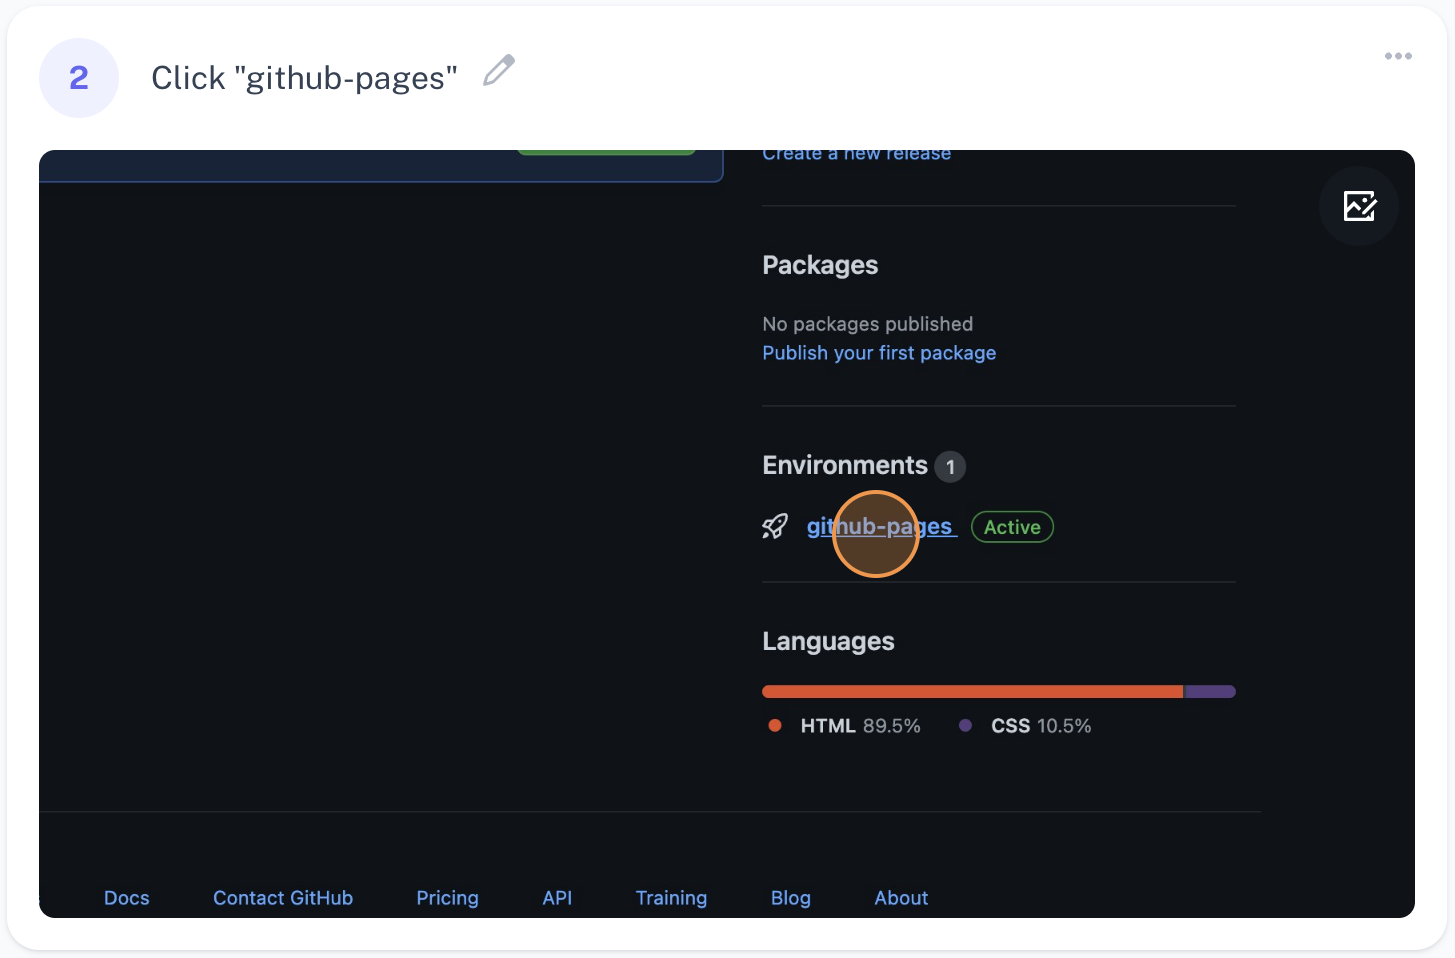 2
Click "github-pages"
Create a new release
Packages
No packages published
Publish your first package
Environments 1
github-pages Active
Languages
HTML 89.5% CSS 10.5%
Docs Contact GitHub Pricing API Training Blog About